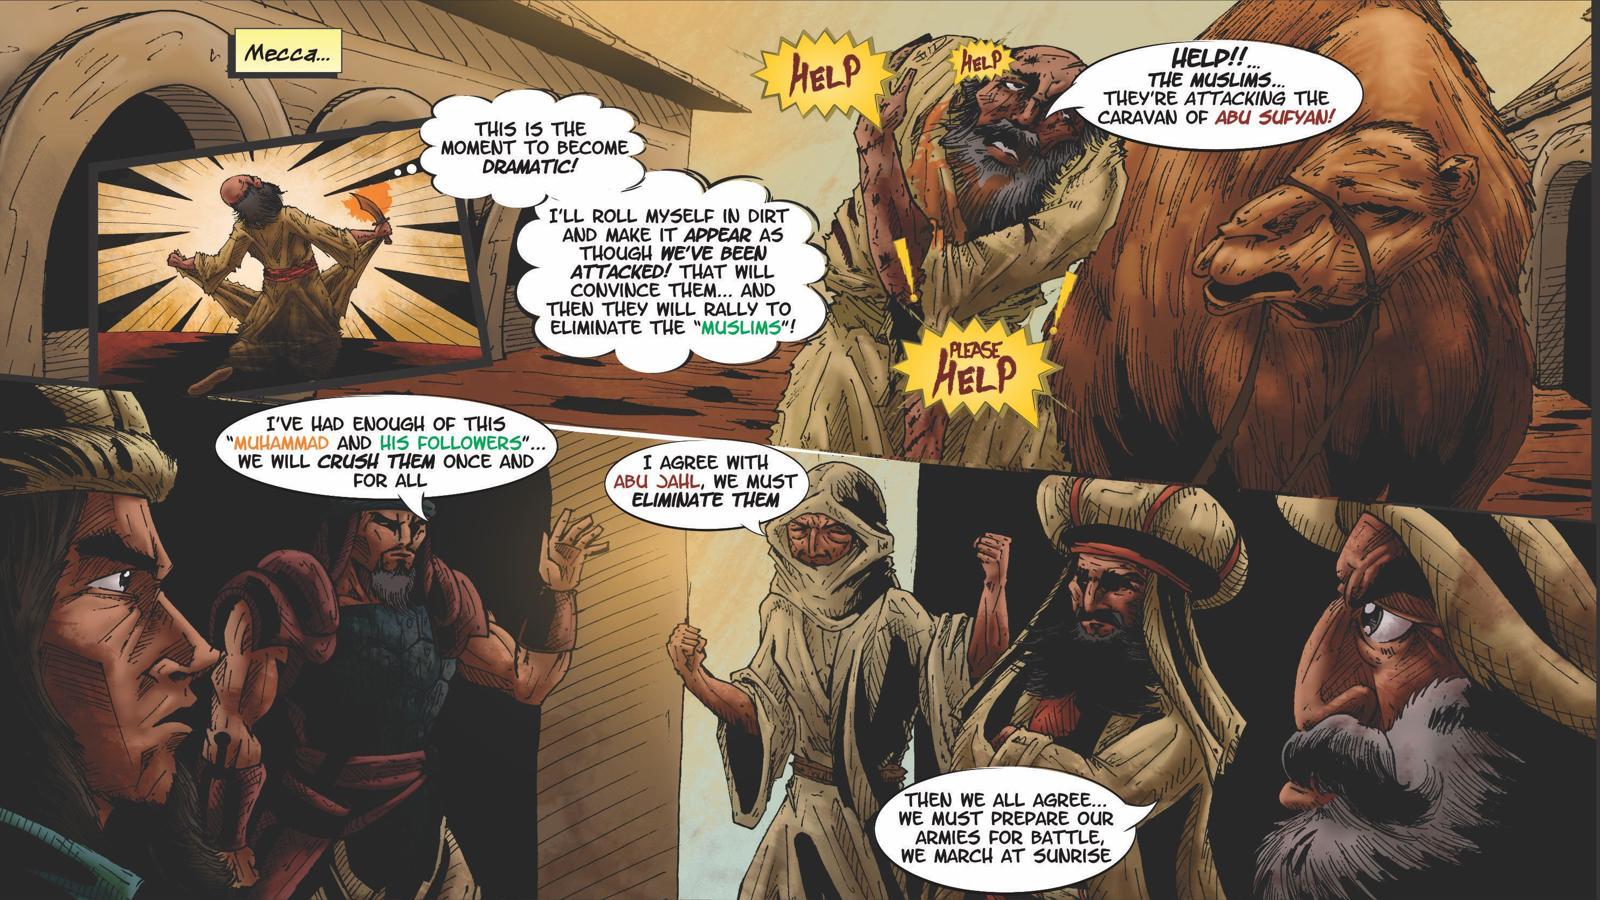 Mecca...
THIS IS THE
MOMENT TO BECOME
DRAMATIC!
I'LL ROLL MYSELF IN DIRT
AND MAKE IT APPEAR AS
THOUGH WE'VE BEEN
ATTACKED! THAT WILL
CONVINCE THEM... AND
THEN THEY WILL RALLY TO
ELIMINATE THE "MUSLIMS"!
HELP
HELP
HELP!!...
THE MUSLIMS...
THEY'RE ATTACKING THE
CARAVAN OF ABU SUFYAN!
PLEASE
HELP
I'VE HAD ENOUGH OF THIS
"MUHAMMAD AND HIS FOLLOWERS"...
WE WILL CRUSH THEM ONCE AND
FOR ALL
I AGREE WITH
ABU JAHL, WE MUST
ELIMINATE THEM
THEN WE ALL AGREE...
WE MUST PREPARE OUR
ARMIES FOR BATTLE,
WE MARCH AT SUNRISE